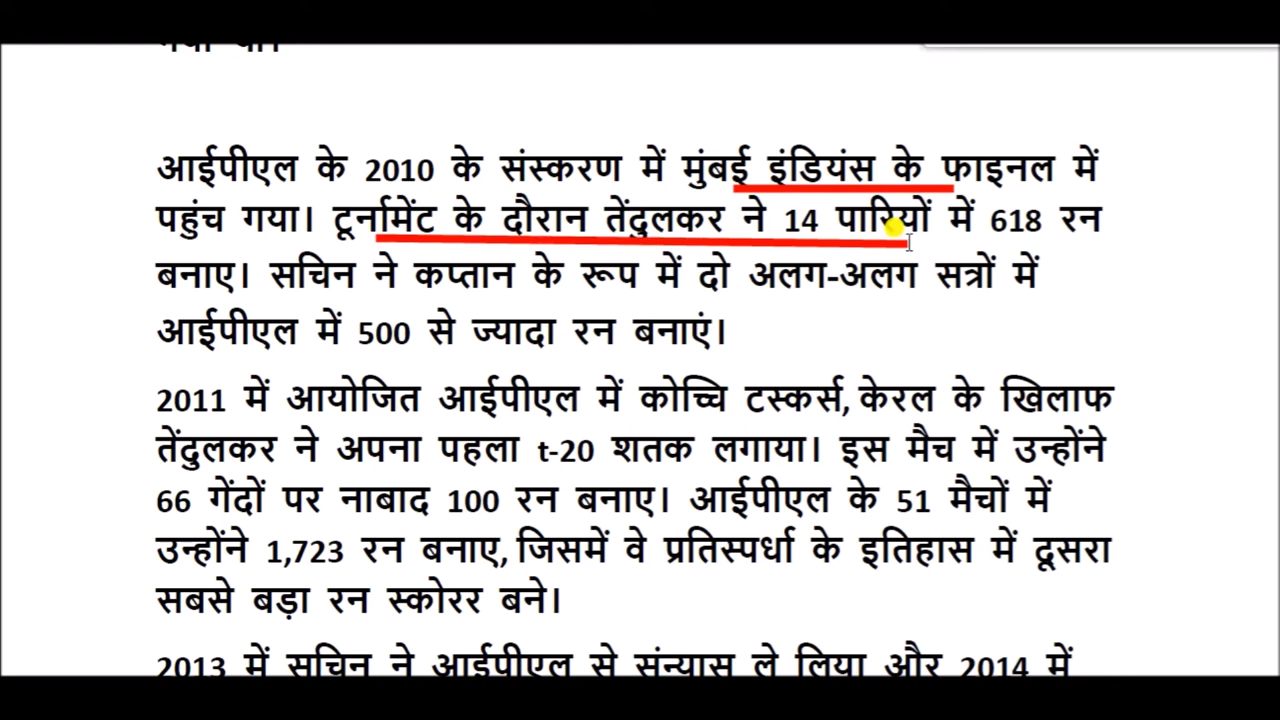 आईपीएल के 2010 के संस्करण में मुंबई इंडियंस के फाइनल में
पहुंच गया। टूर्नामेंट के दौरान तेंदुलकर ने 14 पारियों में 618 रन
बनाए। सचिन ने कप्तान के रूप में दो अलग-अलग सत्रों में
आईपीएल में 500 से ज्यादा रन बनाएं।
2011 में आयोजित आईपीएल में कोच्चि टस्कर्स, केरल के खिलाफ
तेंदुलकर ने अपना पहला t-20 शतक लगाया। इस मैच में उन्होंने
66 गेंदों पर नाबाद 100 रन बनाए। आईपीएल के 51 मैचों में
उन्होंने 1,723 रन बनाए, जिसमें वे प्रतिस्पर्धा के इतिहास में दूसरा
सबसे बड़ा रन स्कोरर बने।
2013 में सचिन ने आईपीएल से संन्यास ले लिया और 2014 में